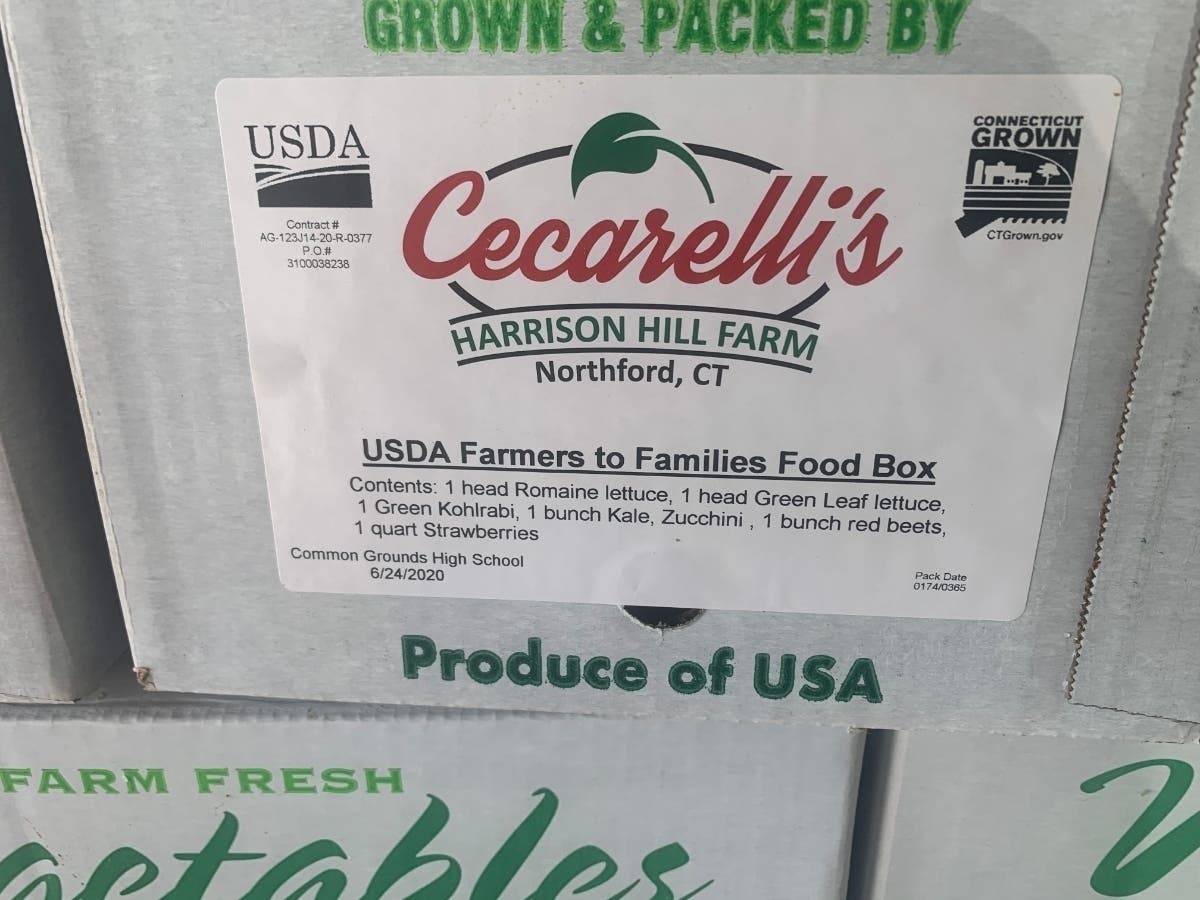 GROWN & PACKED BY
USDA
Contract #
AG-123J14-20-R-0377
P.O.#
3100038238
CONNECTICUT
GROWN
CTGrown.gov
Cecarelli's
HARRISON HILL FARM
Northford, CT
USDA Farmers to Families Food Box
Contents: 1 head Romaine lettuce, 1 head Green Leaf lettuce,
1 Green Kohlrabi, 1 bunch Kale, Zucchini , 1 bunch red beets,
1 quart Strawberries
Common Grounds High School
6/24/2020
Pack Date
0174/0365
Produce of USA
FARM FRESH